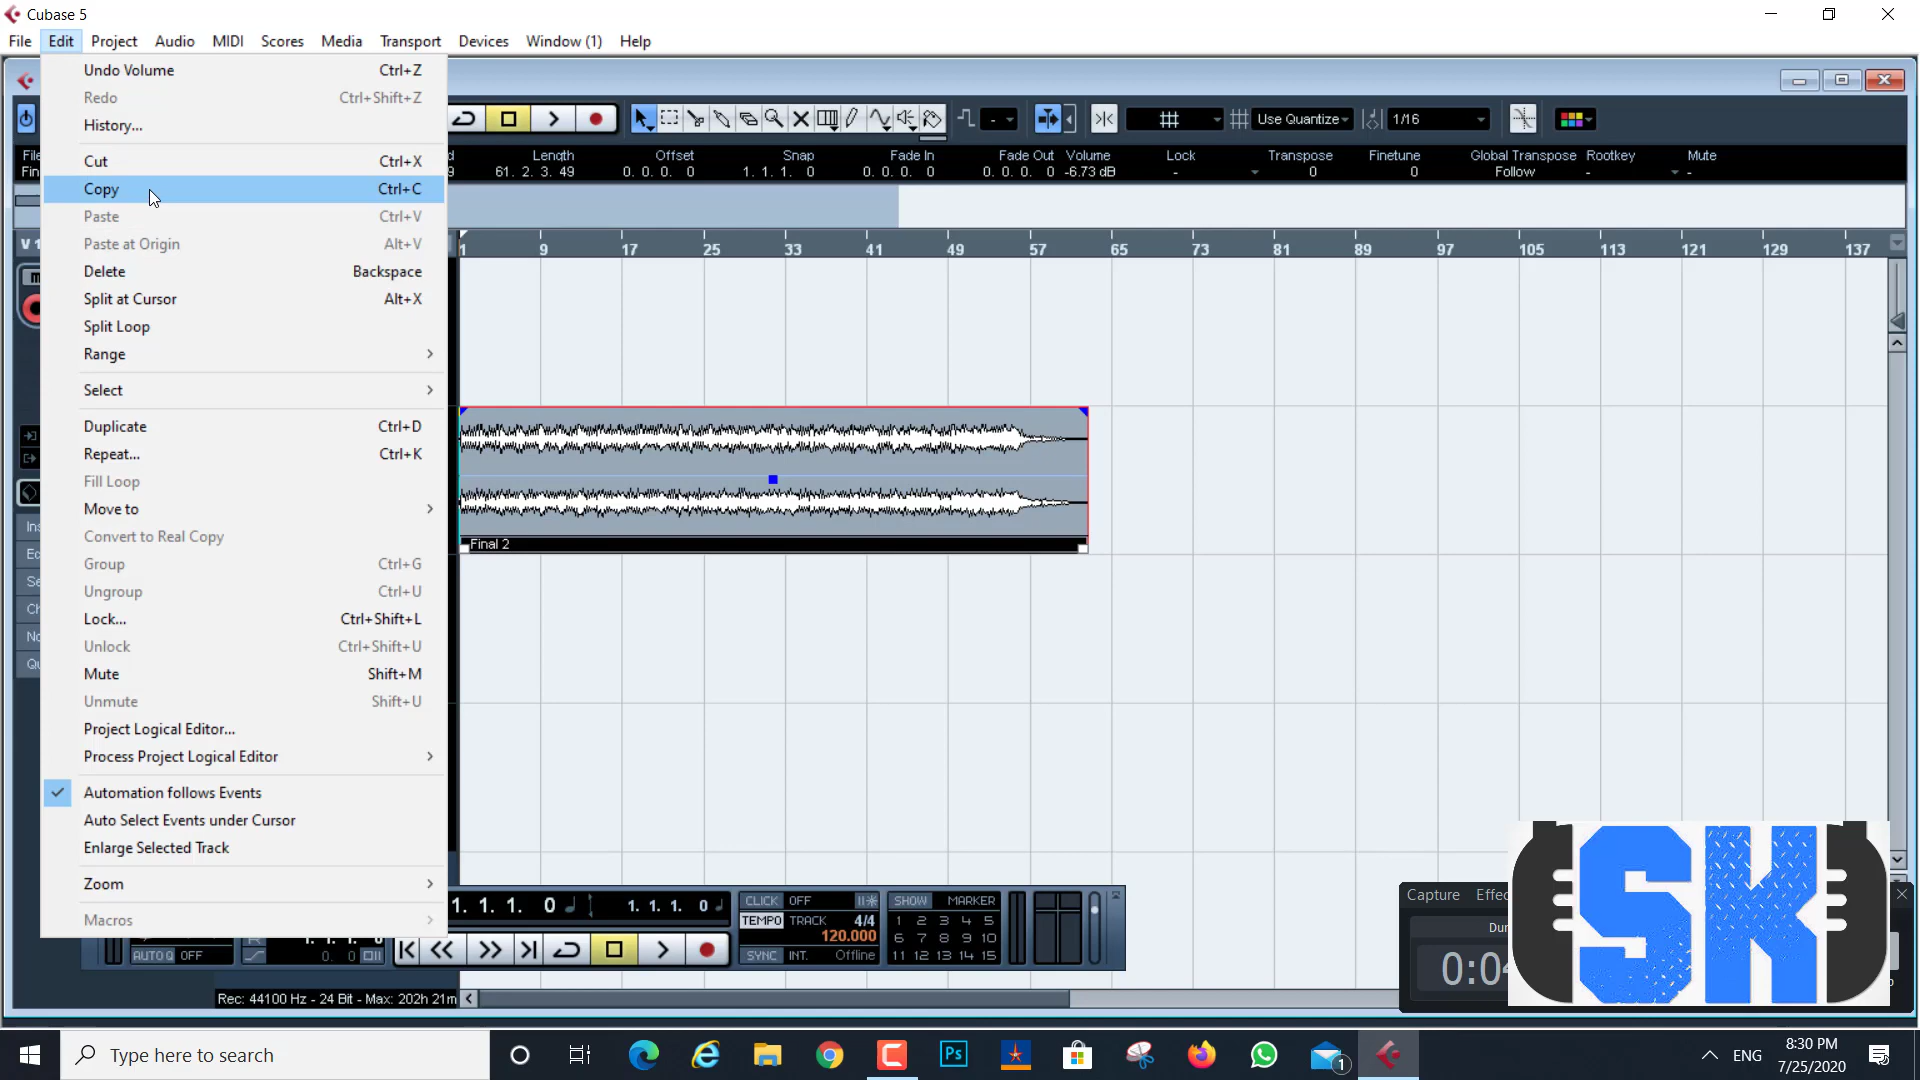 Cubase 5
File Edit Project Audio MIDI Scores Media Transport Devices Window (1) Help
Undo Volume Ctrl+Z
Redo Ctrl+Shift+Z
History...
Cut Ctrl+X
Copy Ctrl+C
Paste Ctrl+V
Paste at Origin Alt+V
Delete Backspace
Split at Cursor Alt+X
Split Loop
Range
Select
Duplicate Ctrl+D
Repeat... Ctrl+K
Fill Loop
Move to
Convert to Real Copy
Group Ctrl+G
Ungroup Ctrl+U
Lock... Ctrl+Shift+L
Unlock Ctrl+Shift+U
Mute Shift+M
Unmute Shift+U
Project Logical Editor...
Process Project Logical Editor
Automation follows Events
Auto Select Events under Cursor
Enlarge Selected Track
Zoom
Macros
- Use Quantize 1/16
Length Offset Snap Fade In Fade Out Volume Lock Transpose Finetune Global Transpose Rootkey Mute
61. 2. 3. 49 0. 0. 0. 0 1. 1. 1. 0 0. 0. 0. 0 0. 0. 0. 0 -6.73 dB - 0 0 Follow - -
1 9 17 25 33 41 49 57 65 73 81 89 97 105 113 121 129 137
Final 2
1. 1. 1. 0 1. 1. 1. 0
CLICK OFF
TEMPO TRACK 4/4
120.000
SYNC INT. Offline
SHOW MARKER
1 2 3 4 5
6 7 8 9 10
11 12 13 14 15
AUTO Q OFF
Rec: 44100 Hz - 24 Bit - Max: 202h 21m
Capture Effec
Dur
0:04
SK
Type here to search
Ps
1
ENG
8:30 PM
7/25/2020